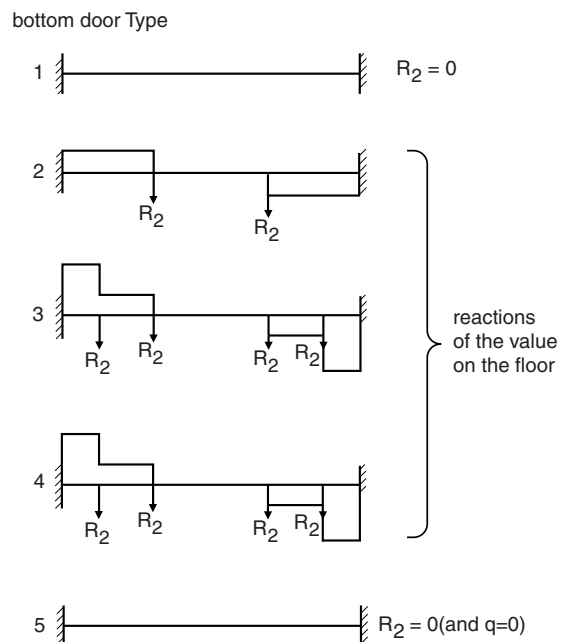 bottom door Type
1
R2 = 0
2
R2
R2
3
R2
R2
R2
R2
reactions
of the value
on the floor
4
R2
R2
R2
R2
5
R2 = 0(and q=0)